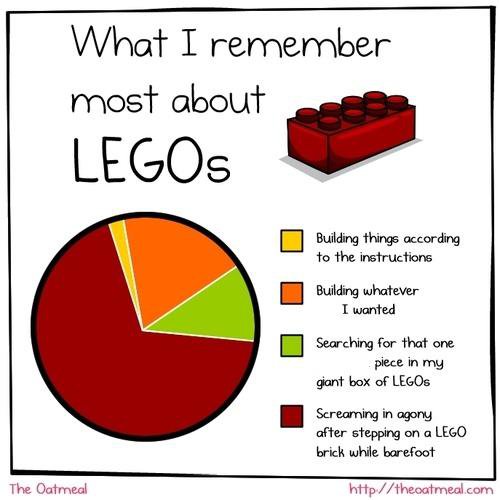 What I remember
most about
LEGOs
Building things according
to the instructions
Building whatever
I wanted
Searching for that one
piece in my
giant box of LEGOs
Screaming in agony
after stepping on a LEGO
brick while barefoot
The Oatmeal
http://theoatmeal.com